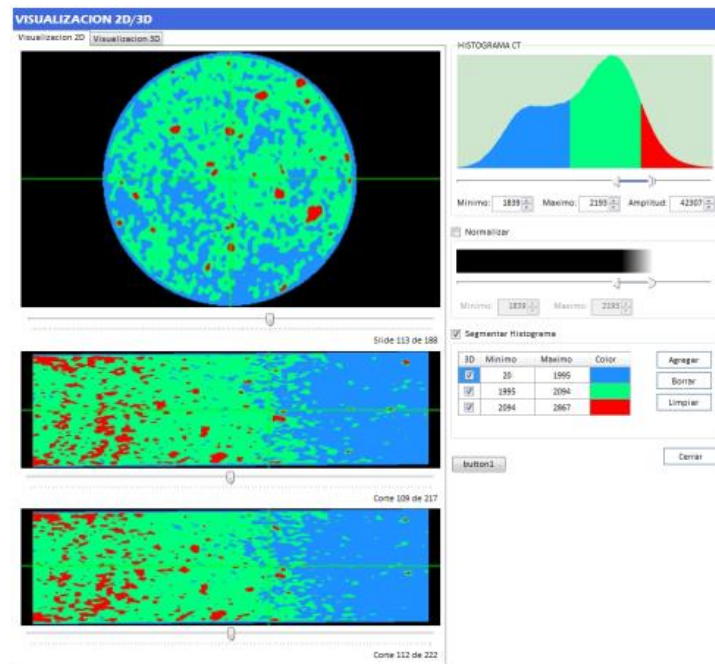 VISUALIZACION 2D/3D
Visualizacion 2D Visualizacion 3D
Slide 113 de 188
Corte 109 de 217
Corte 112 de 222
HISTOGRAMA CT
Minimo: 1839 Maximo: 2193 Amplitud: 42307
Normalizar
Minimo: 1839 Maximo: 2193
Segmentar Histograma
3D Minimo Maximo Color
20 1995
1995 2094
2094 2867
Agregar
Borrar
Limpiar
button1
Cerrar